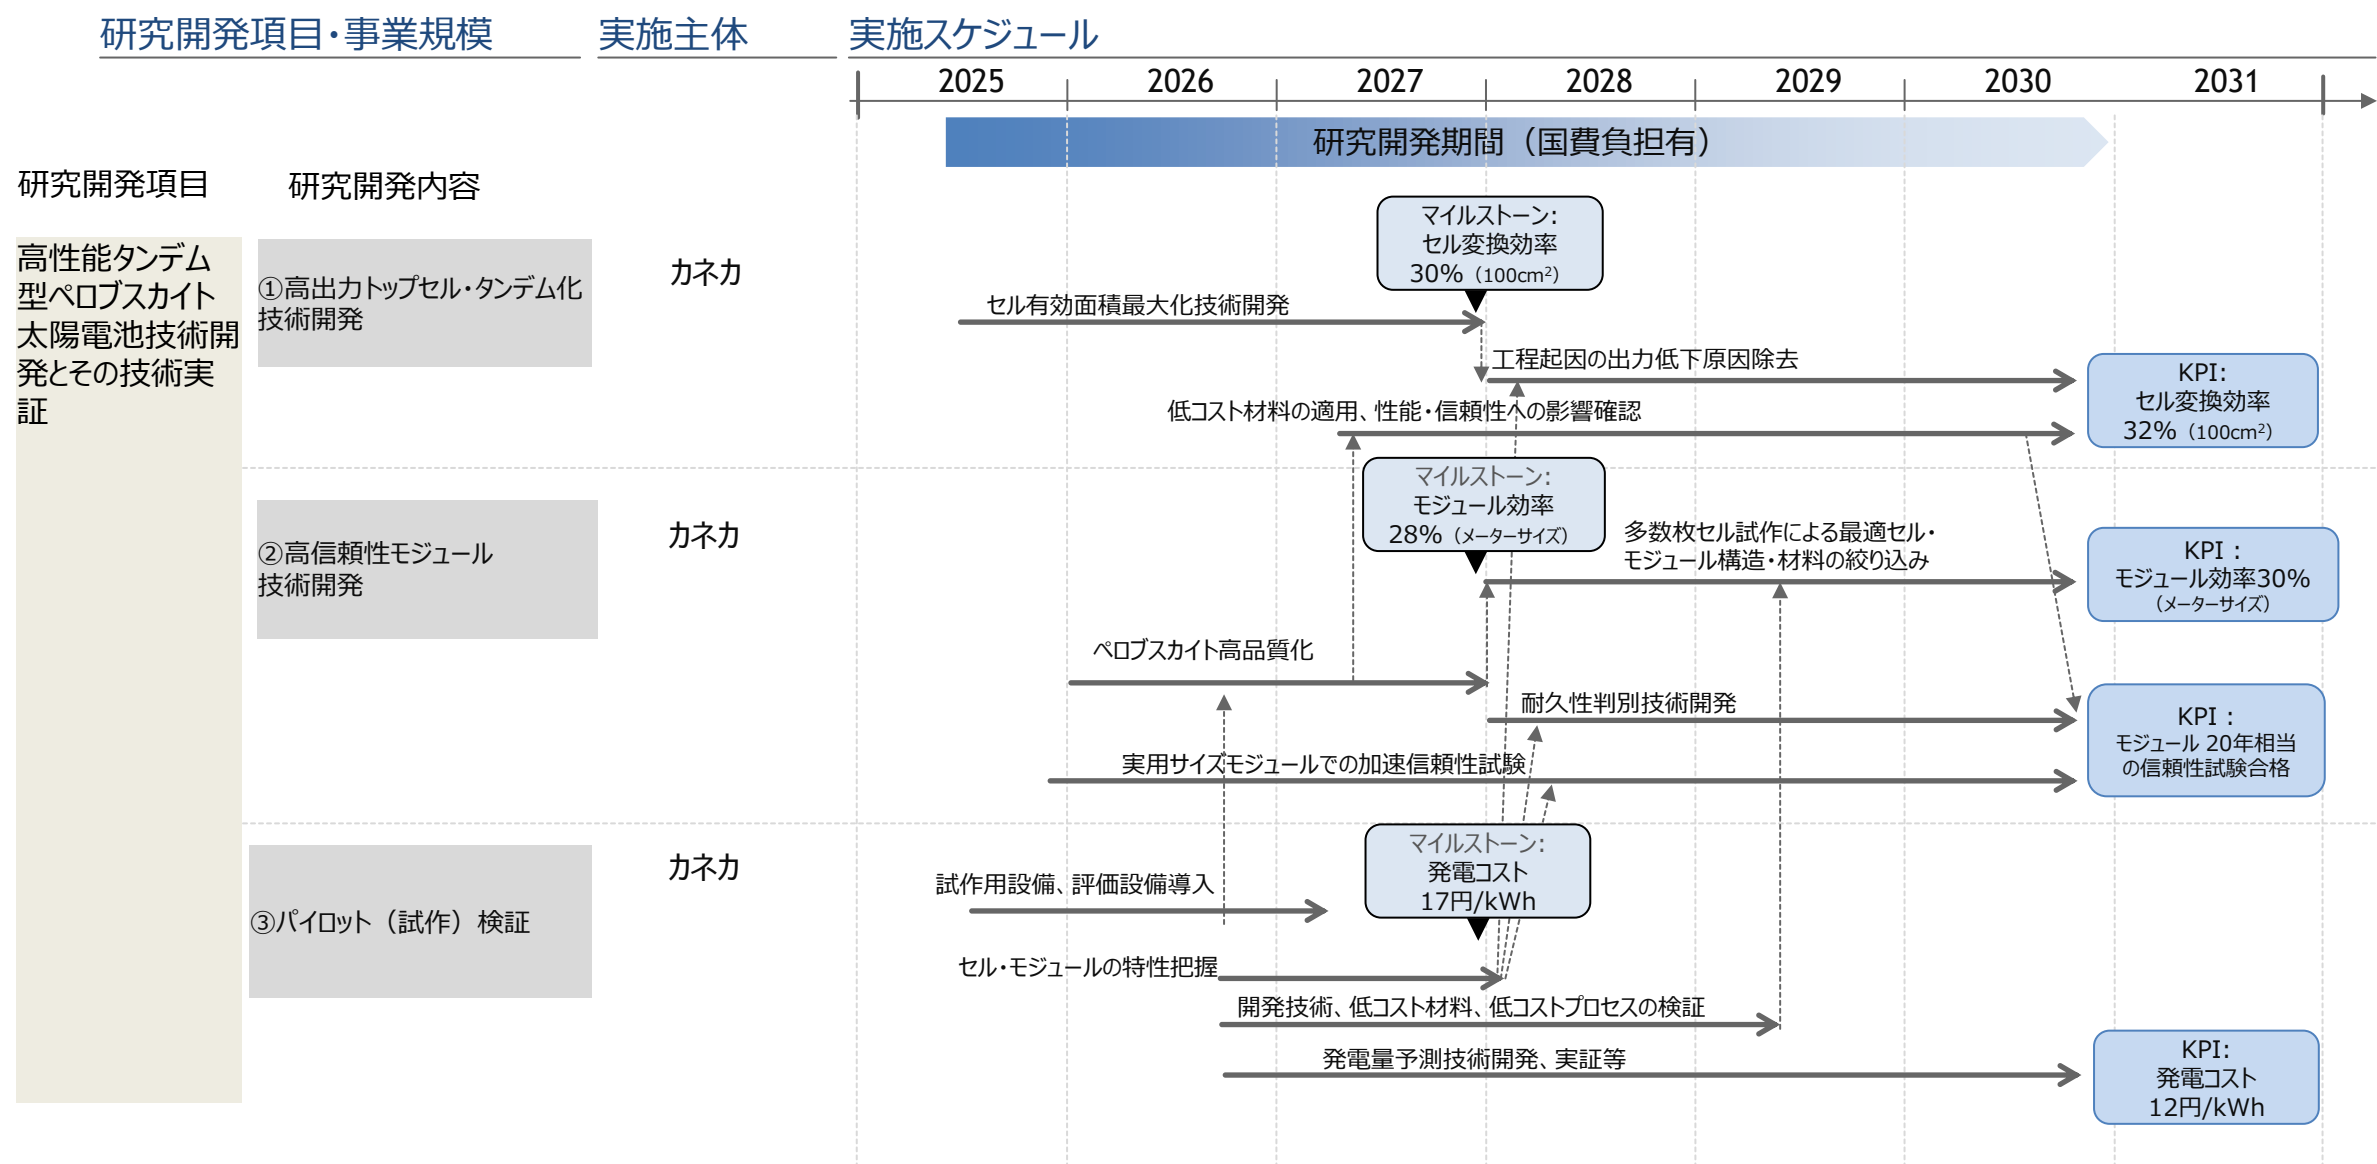 研究開発項目・事業規模
実施主体
実施スケジュール
2025
2026
2027
2028
2029
2030
2031
研究開発期間（国費負担有）
研究開発項目
研究開発内容
高性能タンデム
型ペロブスカイト
太陽電池技術開
発とその技術実
証
①高出力トップセル・タンデム化
技術開発
カネカ
マイルストーン:
セル変換効率
30%（100cm²）
セル有効面積最大化技術開発
工程起因の出力低下原因除去
低コスト材料の適用、性能・信頼性への影響確認
KPI:
セル変換効率
32%（100cm²）
②高信頼性モジュール
技術開発
カネカ
マイルストーン:
モジュール効率
28%（メーターサイズ）
多数枚セル試作による最適セル・
モジュール構造・材料の絞り込み
KPI：
モジュール効率30%
（メーターサイズ）
ペロブスカイト高品質化
耐久性判別技術開発
実用サイズモジュールでの加速信頼性試験
KPI：
モジュール 20年相当
の信頼性試験合格
③パイロット（試作）検証
カネカ
マイルストーン:
発電コスト
17円/kWh
試作用設備、評価設備導入
セル・モジュールの特性把握
開発技術、低コスト材料、低コストプロセスの検証
発電量予測技術開発、実証等
KPI:
発電コスト
12円/kWh